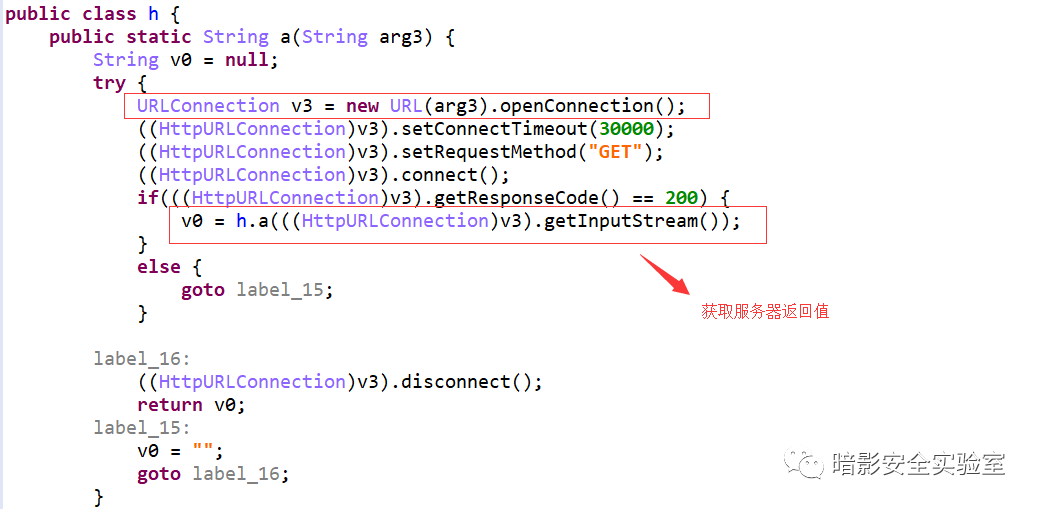 public class h {
    public static String a(String arg3) {
        String v0 = null;
        try {
            URLConnection v3 = new URL(arg3).openConnection();
            ((HttpURLConnection)v3).setConnectTimeout(30000);
            ((HttpURLConnection)v3).setRequestMethod("GET");
            ((HttpURLConnection)v3).connect();
            if(((HttpURLConnection)v3).getResponseCode() == 200) {
                v0 = h.a(((HttpURLConnection)v3).getInputStream());
            }
            else {
                goto label_15;
            }
获取服务器返回值
        label_16:
            ((HttpURLConnection)v3).disconnect();
            return v0;
        label_15:
            v0 = "";
            goto label_16;
        }
暗影安全实验室